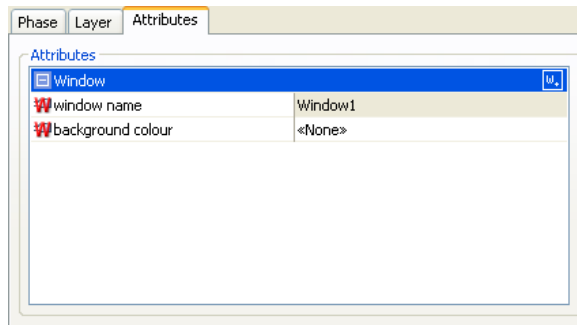 Phase Layer Attributes
Attributes
Window
window name Window1
background colour «None»